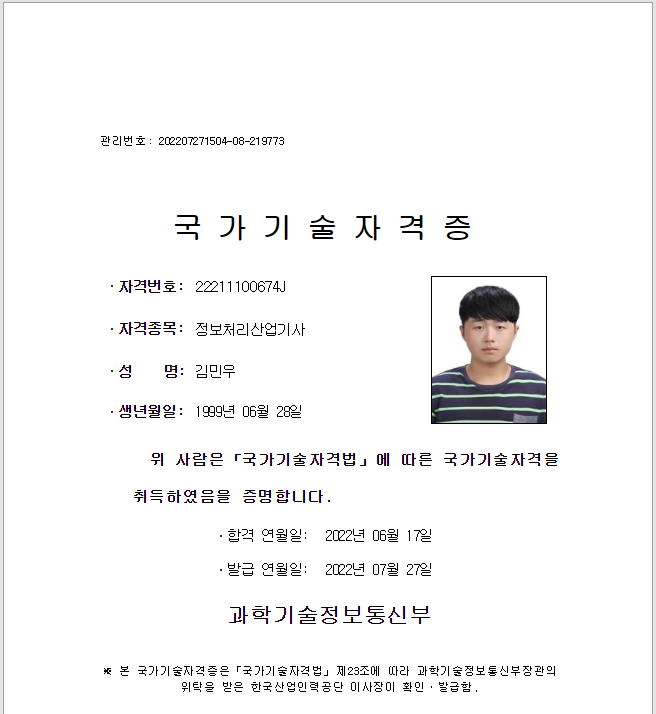 관리번호 : 202207271504-08-219773
국 가 기 술 자 격 증
· 자격번호: 22211100674J
· 자격종목: 정보처리산업기사
· 성 명: 김민우
· 생년월일: 1999년 06월 28일
위 사람은 「국가기술자격법」에 따른 국가기술자격을
취득하였음을 증명합니다.
· 합격 연월일: 2022년 06월 17일
· 발급 연월일: 2022년 07월 27일
과학기술정보통신부
※ 본 국가기술자격증은 「국가기술자격법」 제23조에 따라 과학기술정보통신부장관의
위탁을 받은 한국산업인력공단 이사장이 확인 · 발급함.